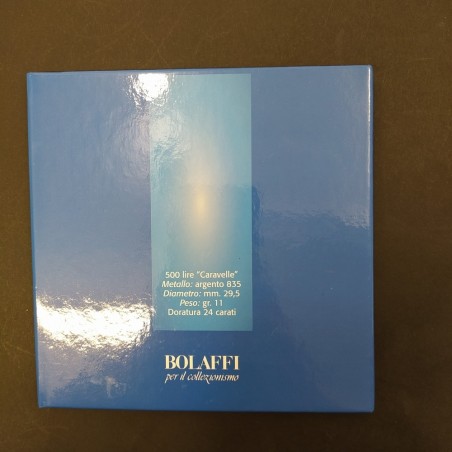 500 lire "Caravelle"
Metallo: argento 835
Diametro: mm. 29,5
Peso: gr. 11
Doratura 24 carati
BOLAFFI
per il collezionismo